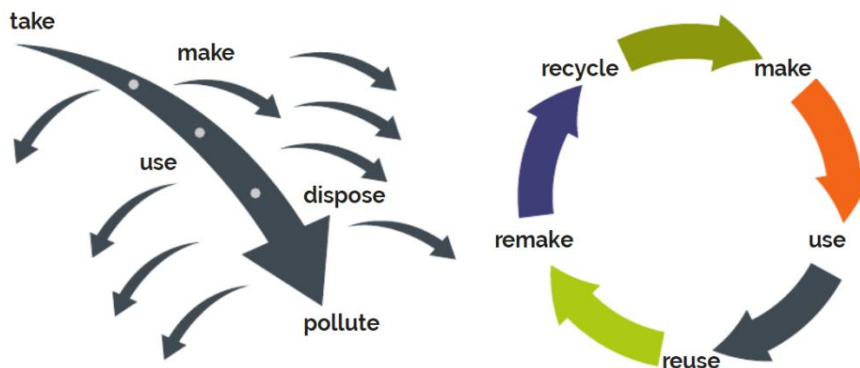 take
make
use
dispose
pollute
recycle
make
use
reuse
remake